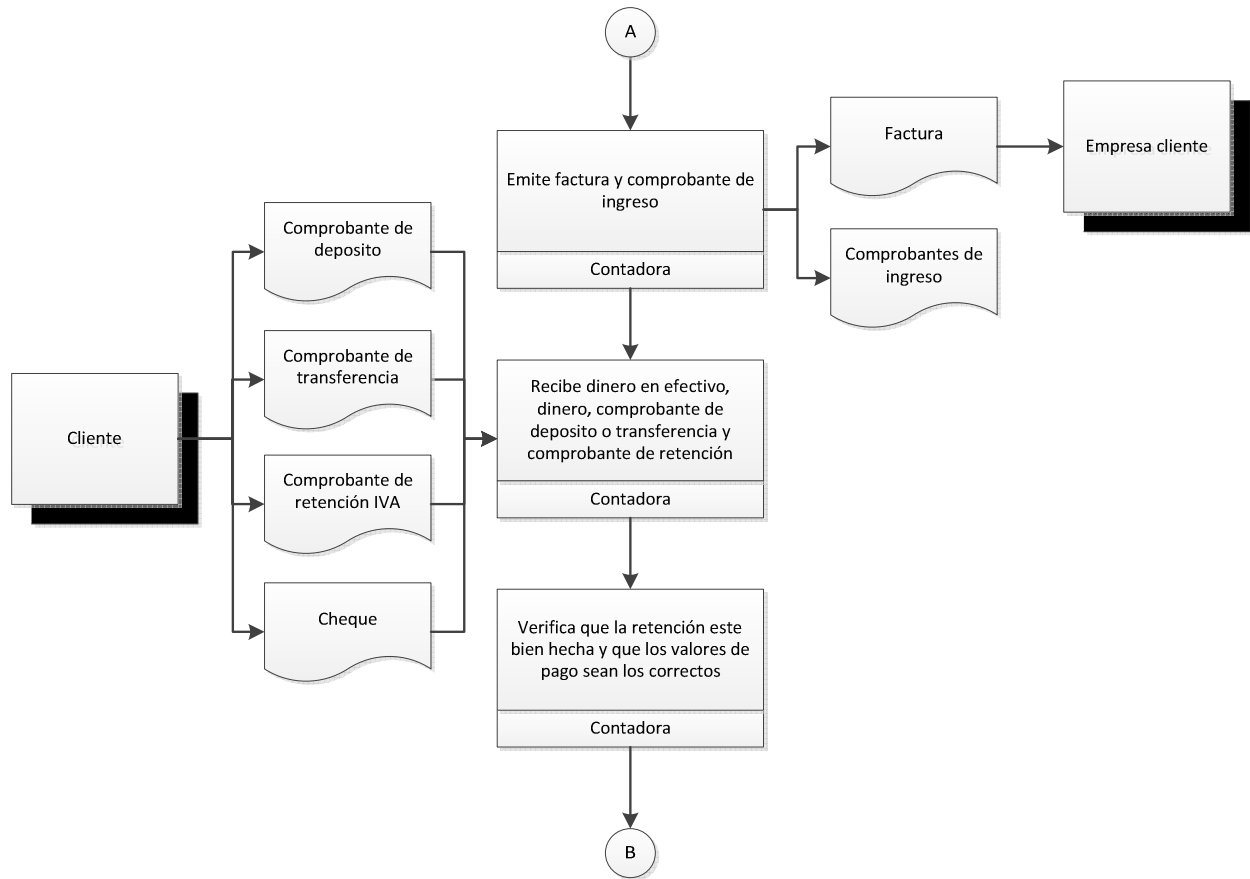 A
Emite factura y comprobante de
ingreso
Contadora
Factura
Empresa cliente
Comprobantes de
ingreso
Cliente
Comprobante de
deposito
Comprobante de
transferencia
Comprobante de
retención IVA
Cheque
Recibe dinero en efectivo,
dinero, comprobante de
deposito o transferencia y
comprobante de retención
Contadora
Verifica que la retención este
bien hecha y que los valores de
pago sean los correctos
Contadora
B